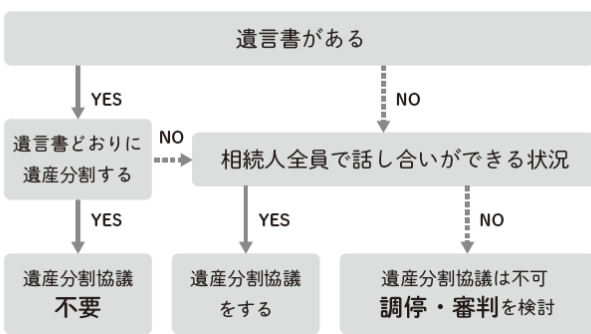 遺言書がある
YES
NO
遺言書どおりに
遺産分割する
NO
相続人全員で話し合いができる状況
YES
YES
NO
遺産分割協議
不要
遺産分割協議
をする
遺産分割協議は不可
調停・審判を検討